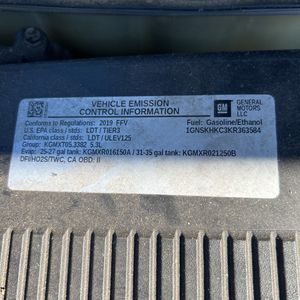 VEHICLE EMISSION
CONTROL INFORMATION
GM
GENERAL
MOTORS
LLC
Conforms to Regulations: 2019 FFV
Fuel: Gasoline/Ethanol
U.S. EPA class / stds: LDT / TIER3
1GNSKHKC3KR363584
California class / stds: LDT / ULEV125
Group: KGMXT05.3382 5.3L
Evap: 25-27 gal tank: KGMXR016150A / 31-35 gal tank: KGMXR021250B
DFI/HO2S/TWC, CA OBD: II